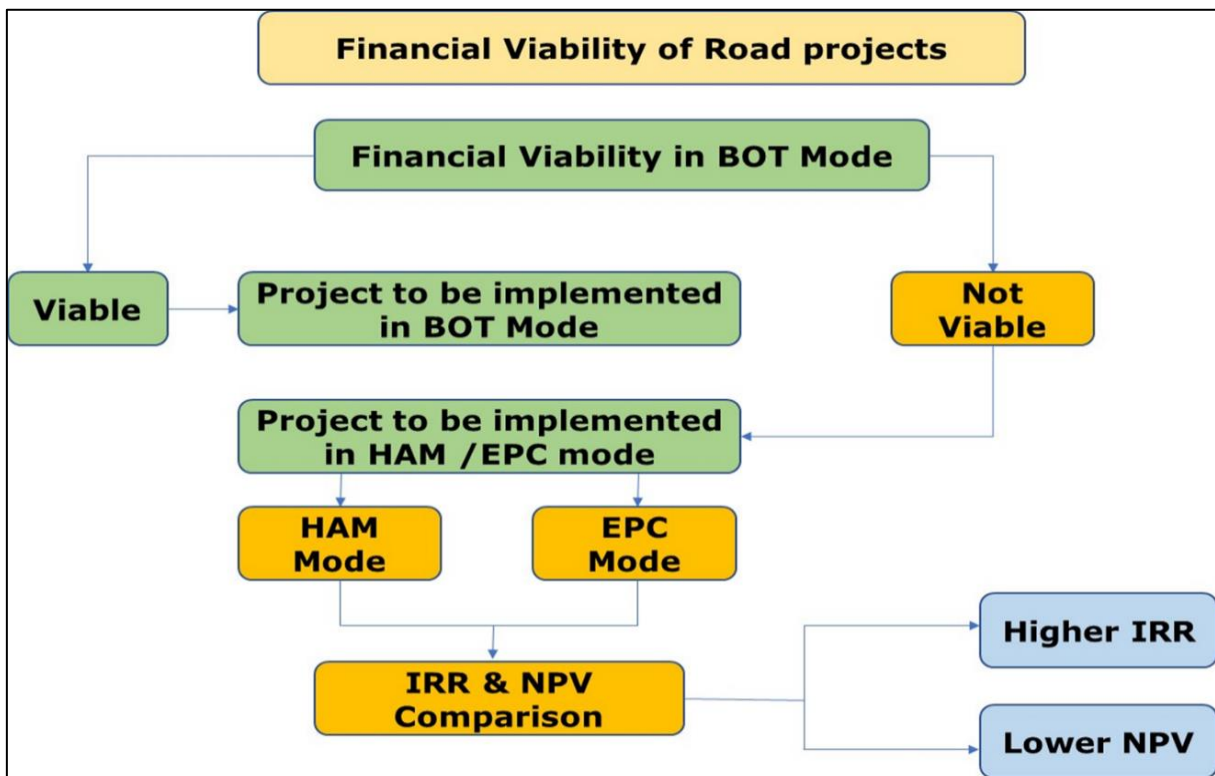 Financial Viability of Road projects
Financial Viability in BOT Mode
Viable
Project to be implemented
in BOT Mode
Not
Viable
Project to be implemented
in HAM /EPC mode
HAM
Mode
EPC
Mode
IRR & NPV
Comparison
Higher IRR
Lower NPV